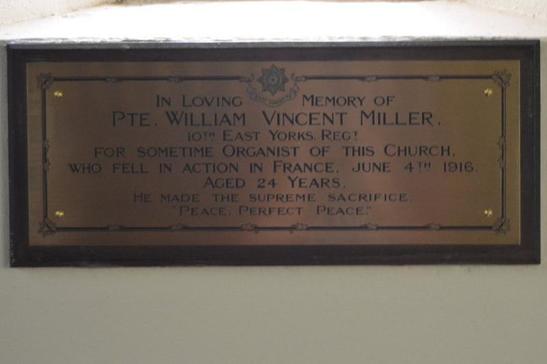 IN LOVING MEMORY OF
PTE. WILLIAM VINCENT MILLER.
10TH EAST YORKS. REGT
FOR SOMETIME ORGANIST OF THIS CHURCH,
WHO FELL IN ACTION IN FRANCE, JUNE 4TH 1916.
AGED 24 YEARS.
HE MADE THE SUPREME SACRIFICE.
"PEACE, PERFECT PEACE."